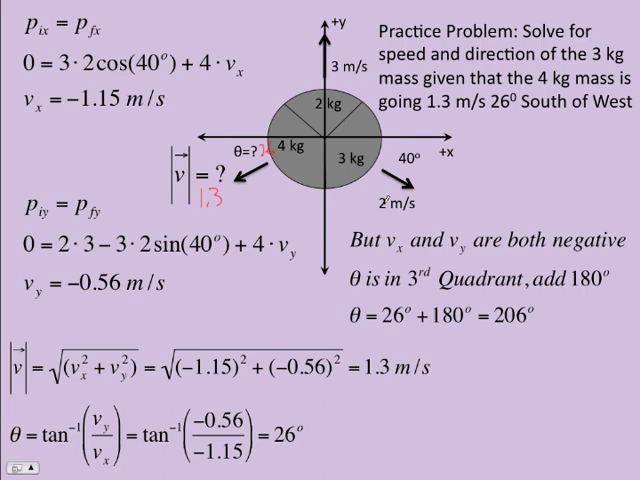 p_ix = p_fx
0 = 3·2cos(40°) + 4·v_x
v_x = −1.15 m/s
+y
3 m/s
2 kg
4 kg
3 kg
θ=? 26
40°
+x
|v| = ?
1.3
2 m/s
Practice Problem: Solve for
speed and direction of the 3 kg
mass given that the 4 kg mass is
going 1.3 m/s 26⁰ South of West
p_iy = p_fy
0 = 2·3 − 3·2sin(40°) + 4·v_y
v_y = −0.56 m/s
But v_x and v_y are both negative
θ is in 3rd Quadrant, add 180°
θ = 26° + 180° = 206°
|v| = √(v_x² + v_y²) = √(−1.15)² + (−0.56)² = 1.3 m/s
θ = tan⁻¹(v_y/v_x) = tan⁻¹(−0.56/−1.15) = 26°